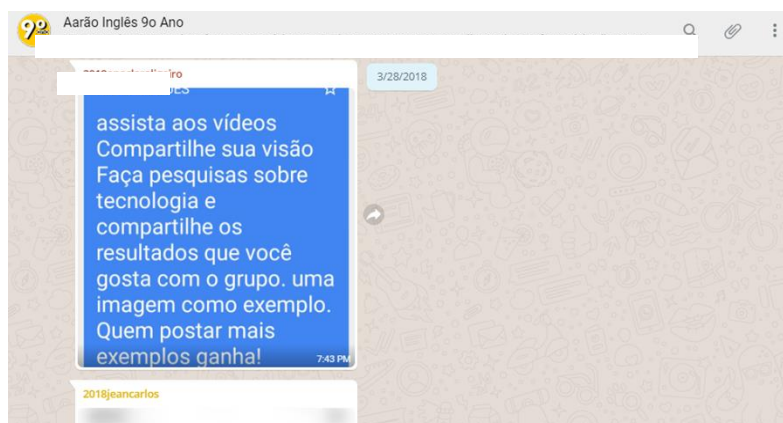 9º
Aarão Inglês 9o Ano
3/28/2018
assista aos vídeos
Compartilhe sua visão
Faça pesquisas sobre
tecnologia e
compartilhe os
resultados que você
gosta com o grupo. uma
imagem como exemplo.
Quem postar mais
exemplos ganha!
7:43 PM
2018jeancarlos